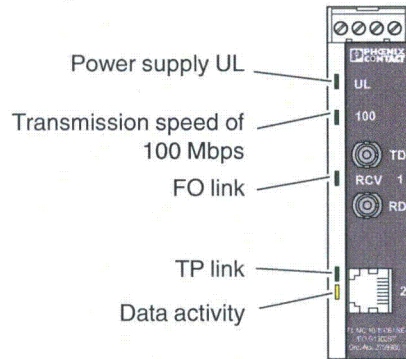 PHŒNIX
CONTACT
Power supply UL
UL
Transmission speed of
100 Mbps
100
TD
FO link
RCV 1
RD
TP link
2
Data activity